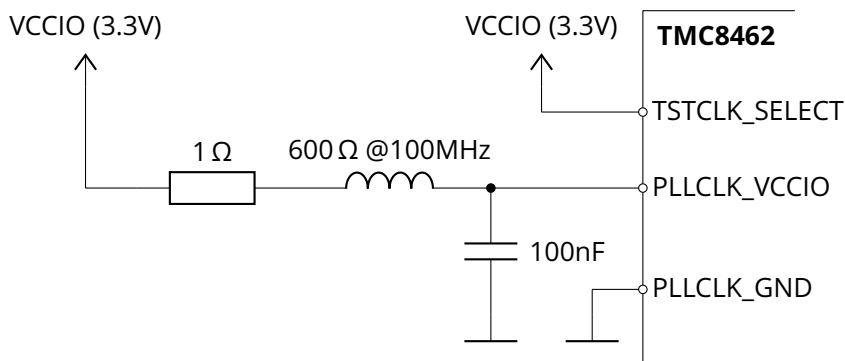 VCCIO (3.3V)
VCCIO (3.3V)
TMC8462
TSTCLK_SELECT
1 Ω
600 Ω @100MHz
PLLCLK_VCCIO
100nF
PLLCLK_GND